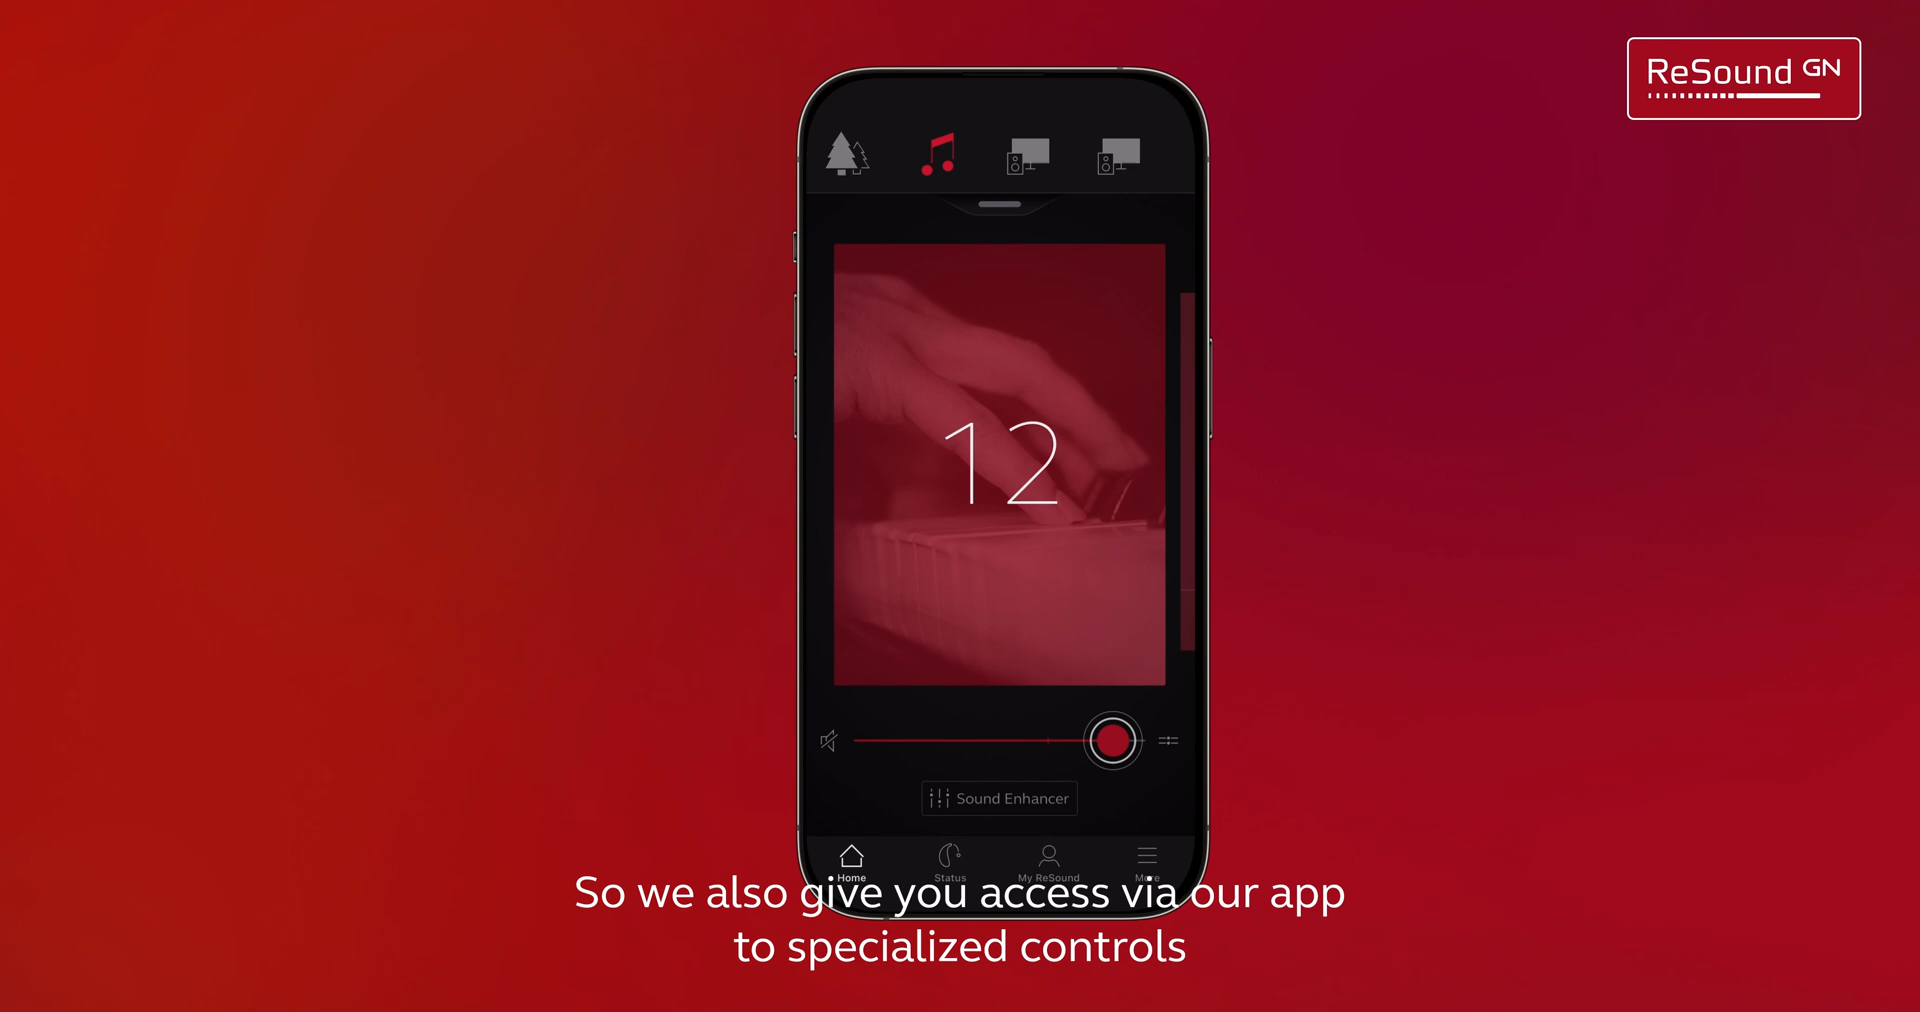 ReSound GN
12
Sound Enhancer
Home
Status
My ReSound
More
So we also give you access via our app
to specialized controls